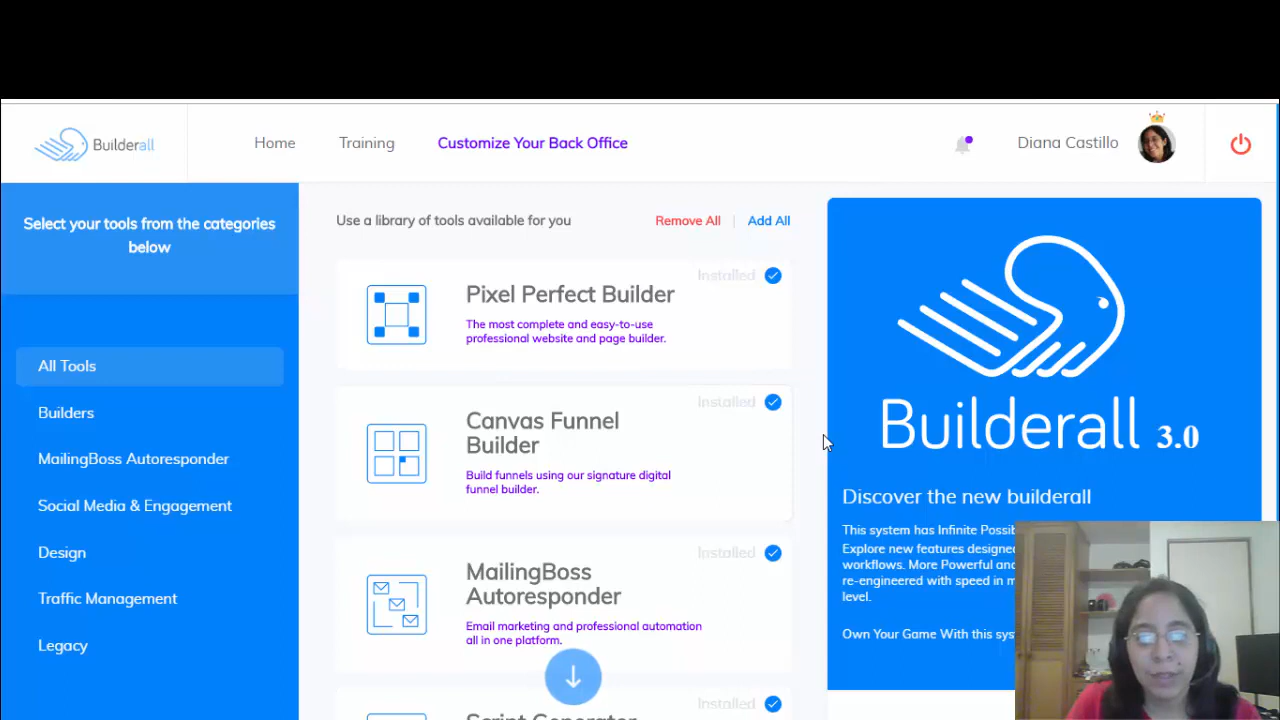 Builderall
Home
Training
Customize Your Back Office
Diana Castillo
Select your tools from the categories
below
All Tools
Builders
MailingBoss Autoresponder
Social Media & Engagement
Design
Traffic Management
Legacy
Use a library of tools available for you
Remove All | Add All
Installed
Pixel Perfect Builder
The most complete and easy-to-use
professional website and page builder.
Installed
Canvas Funnel
Builder
Build funnels using our signature digital
funnel builder.
Installed
MailingBoss
Autoresponder
Email marketing and professional automation
all in one platform.
Installed
Script Generator
Builderall 3.0
Discover the new builderall
This system has Infinite
Explore new features designed
workflows. More Powerful and
re-engineered with speed in
level.
Own Your Game With this